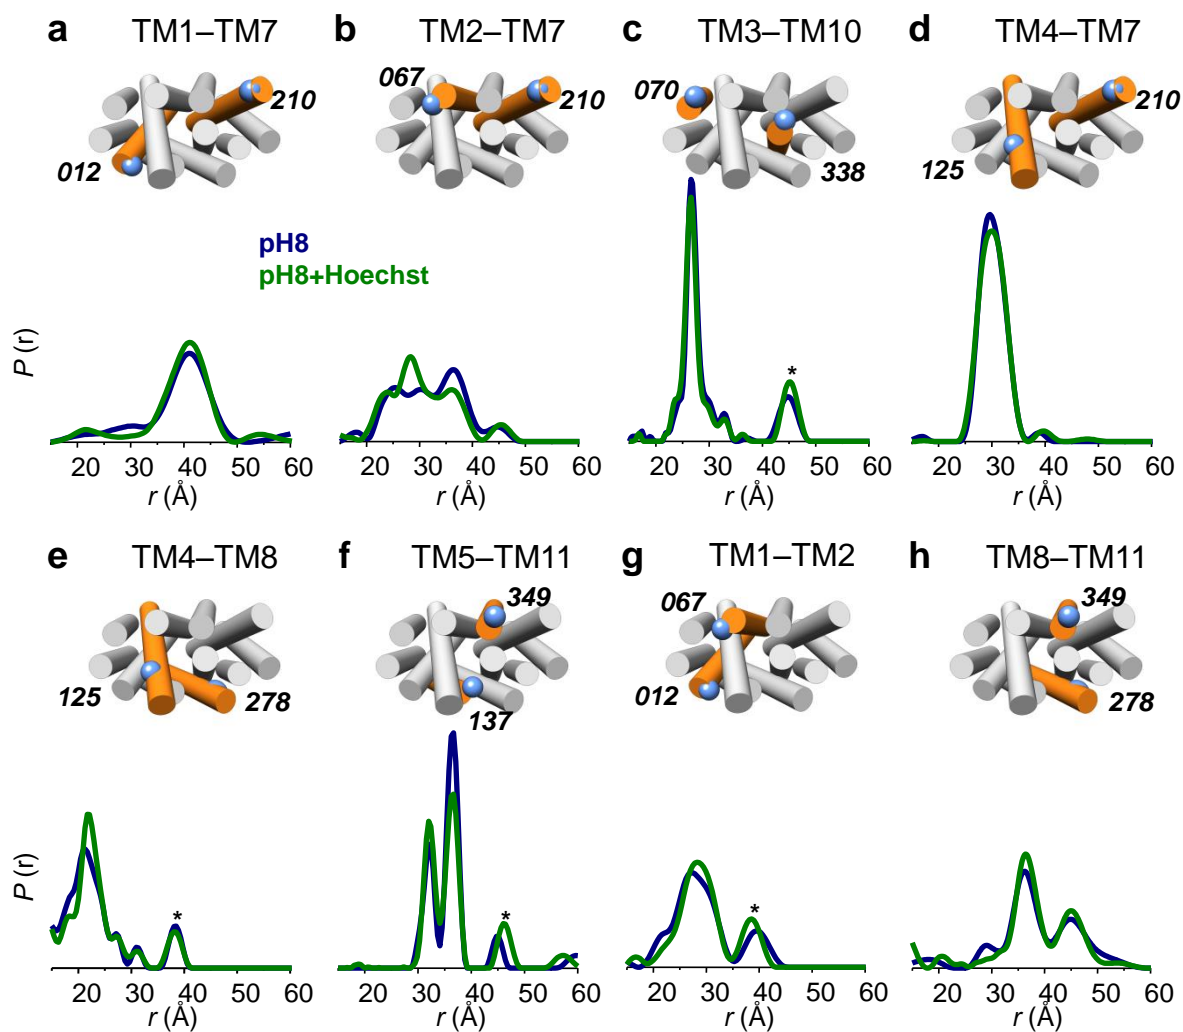 a TM1–TM7
b TM2–TM7
c TM3–TM10
d TM4–TM7
012
210
067
210
070
338
125
210
pH8
pH8+Hoechst
P (r)
*
20 30 40 50 60
20 30 40 50 60
20 30 40 50 60
20 30 40 50 60
r (Å)
r (Å)
r (Å)
r (Å)
e TM4–TM8
f TM5–TM11
g TM1–TM2
h TM8–TM11
125
278
349
137
067
012
349
278
P (r)
*
*
*
20 30 40 50 60
20 30 40 50 60
20 30 40 50 60
20 30 40 50 60
r (Å)
r (Å)
r (Å)
r (Å)